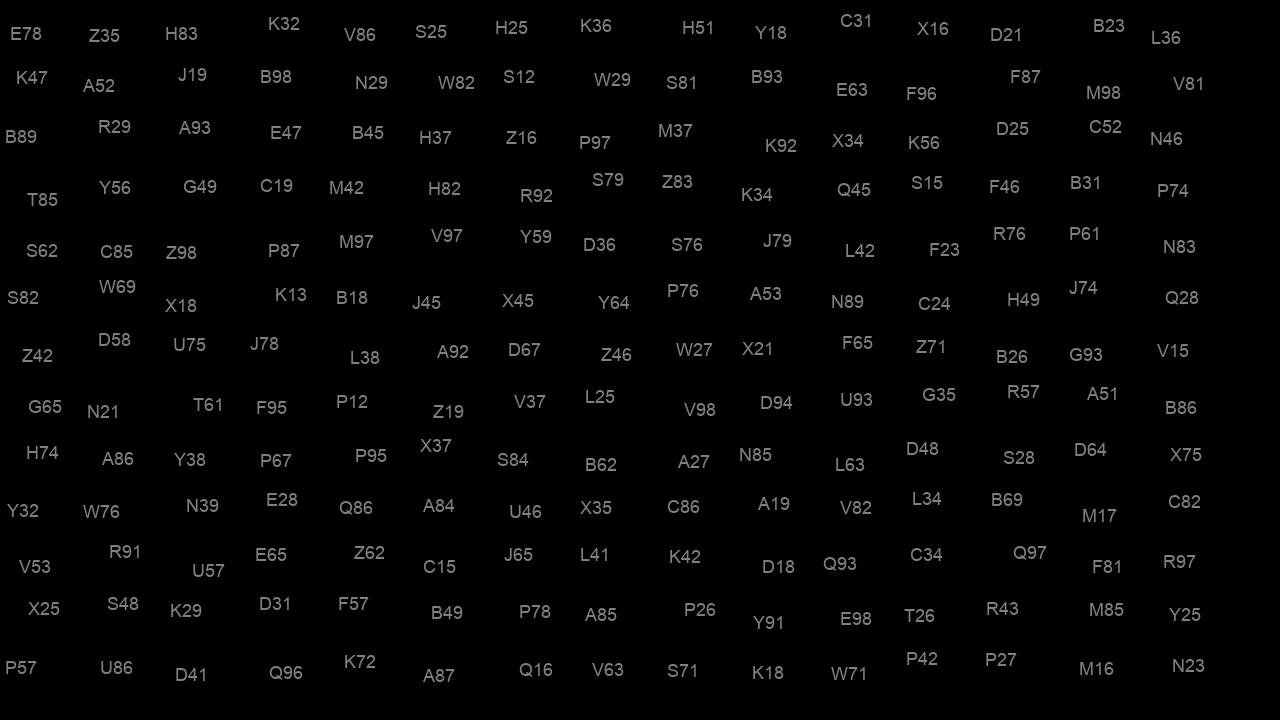 E78 Z35 H83 K32 V86 S25 H25 K36 H51 Y18 C31 X16 D21 B23 L36
K47 A52 J19 B98 N29 W82 S12 W29 S81 B93 E63 F96 F87 M98 V81
B89 R29 A93 E47 B45 H37 Z16 P97 M37 K92 X34 K56 D25 C52 N46
T85 Y56 G49 C19 M42 H82 R92 S79 Z83 K34 Q45 S15 F46 B31 P74
S62 C85 Z98 P87 M97 V97 Y59 D36 S76 J79 L42 F23 R76 P61 N83
S82 W69 X18 K13 B18 J45 X45 Y64 P76 A53 N89 C24 H49 J74 Q28
Z42 D58 U75 J78 L38 A92 D67 Z46 W27 X21 F65 Z71 B26 G93 V15
G65 N21 T61 F95 P12 Z19 V37 L25 V98 D94 U93 G35 R57 A51 B86
H74 A86 Y38 P67 P95 X37 S84 B62 A27 N85 L63 D48 S28 D64 X75
Y32 W76 N39 E28 Q86 A84 U46 X35 C86 A19 V82 L34 B69 M17 C82
V53 R91 U57 E65 Z62 C15 J65 L41 K42 D18 Q93 C34 Q97 F81 R97
X25 S48 K29 D31 F57 B49 P78 A85 P26 Y91 E98 T26 R43 M85 Y25
P57 U86 D41 Q96 K72 A87 Q16 V63 S71 K18 W71 P42 P27 M16 N23